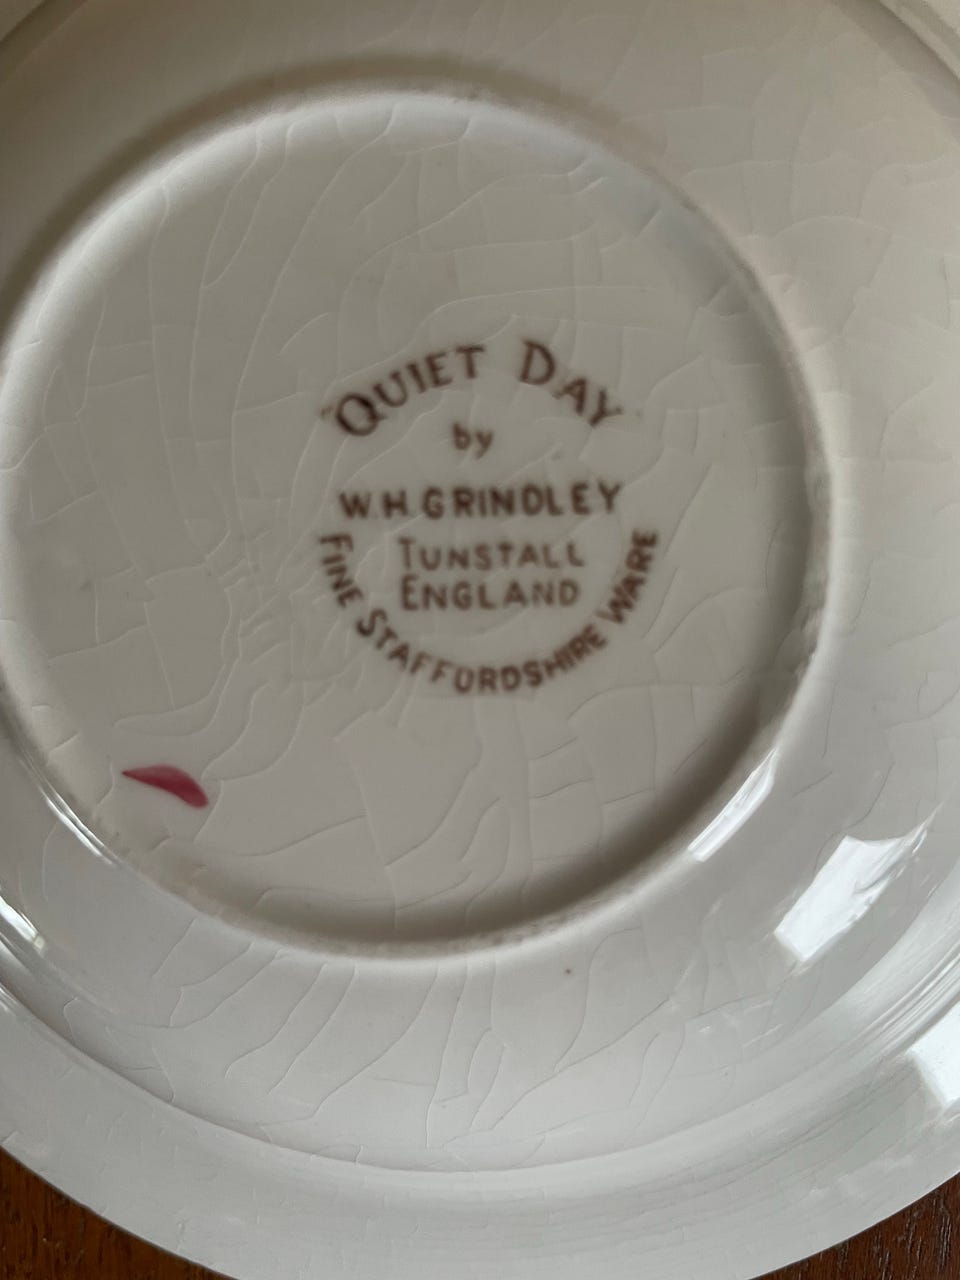 "QUIET DAY"
by
W.H.GRINDLEY
TUNSTALL
ENGLAND
FINE STAFFORDSHIRE WARE